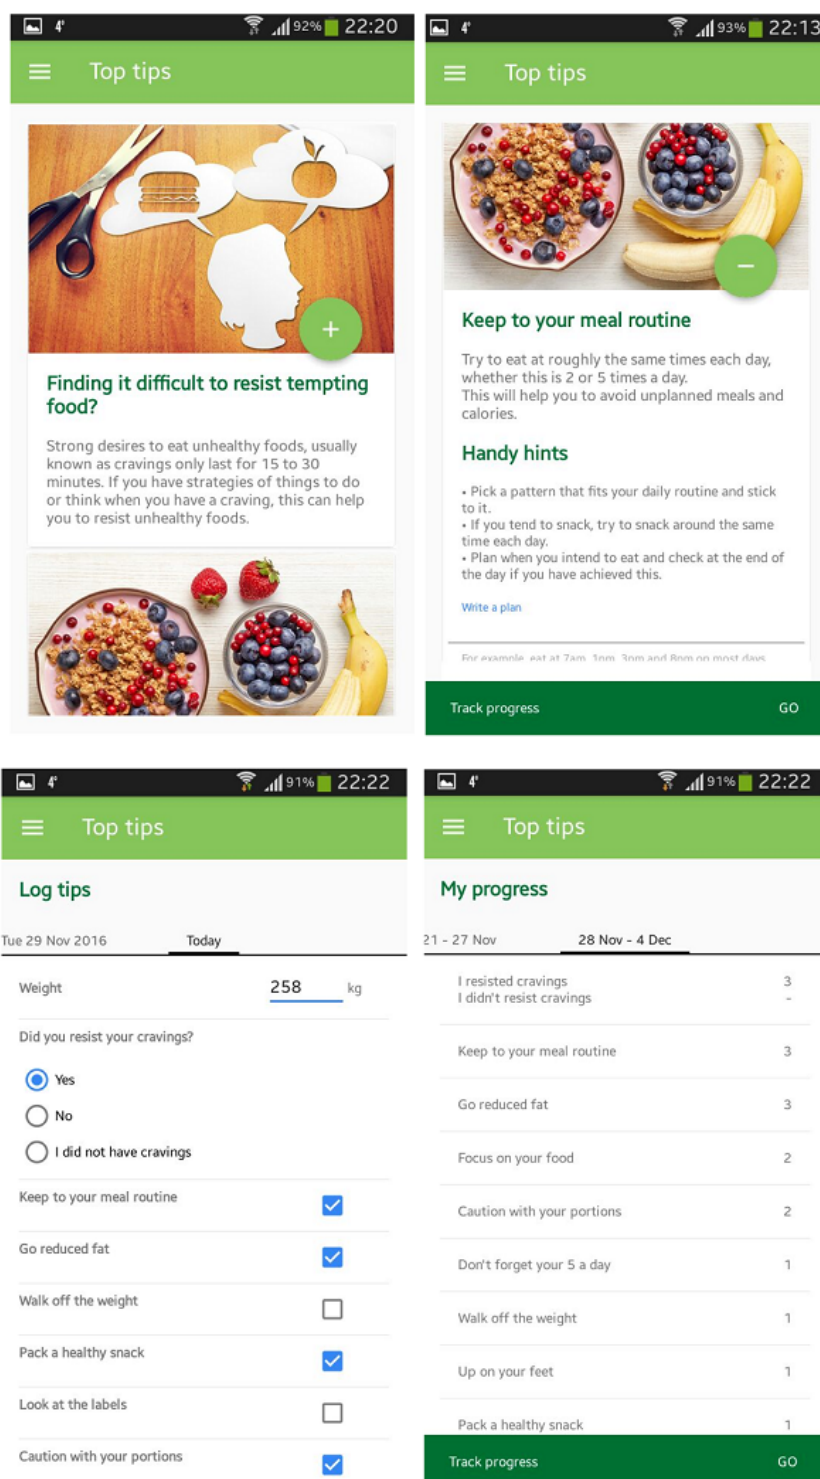 4° 92% 22:20
Top tips
Finding it difficult to resist tempting
food?
Strong desires to eat unhealthy foods, usually
known as cravings only last for 15 to 30
minutes. If you have strategies of things to do
or think when you have a craving, this can help
you to resist unhealthy foods.
4° 93% 22:13
Top tips
Keep to your meal routine
Try to eat at roughly the same times each day,
whether this is 2 or 5 times a day.
This will help you to avoid unplanned meals and
calories.
Handy hints
• Pick a pattern that fits your daily routine and stick
to it.
• If you tend to snack, try to snack around the same
time each day.
• Plan when you intend to eat and check at the end of
the day if you have achieved this.
Write a plan
For example, eat at 7am, 1pm, 3pm and 8pm on most days
Track progress GO
4° 91% 22:22
Top tips
Log tips
Tue 29 Nov 2016 Today
Weight 258 kg
Did you resist your cravings?
Yes
No
I did not have cravings
Keep to your meal routine
Go reduced fat
Walk off the weight
Pack a healthy snack
Look at the labels
Caution with your portions
4° 91% 22:22
Top tips
My progress
21 - 27 Nov 28 Nov - 4 Dec
I resisted cravings 3
I didn't resist cravings -
Keep to your meal routine 3
Go reduced fat 3
Focus on your food 2
Caution with your portions 2
Don't forget your 5 a day 1
Walk off the weight 1
Up on your feet 1
Pack a healthy snack 1
Track progress GO